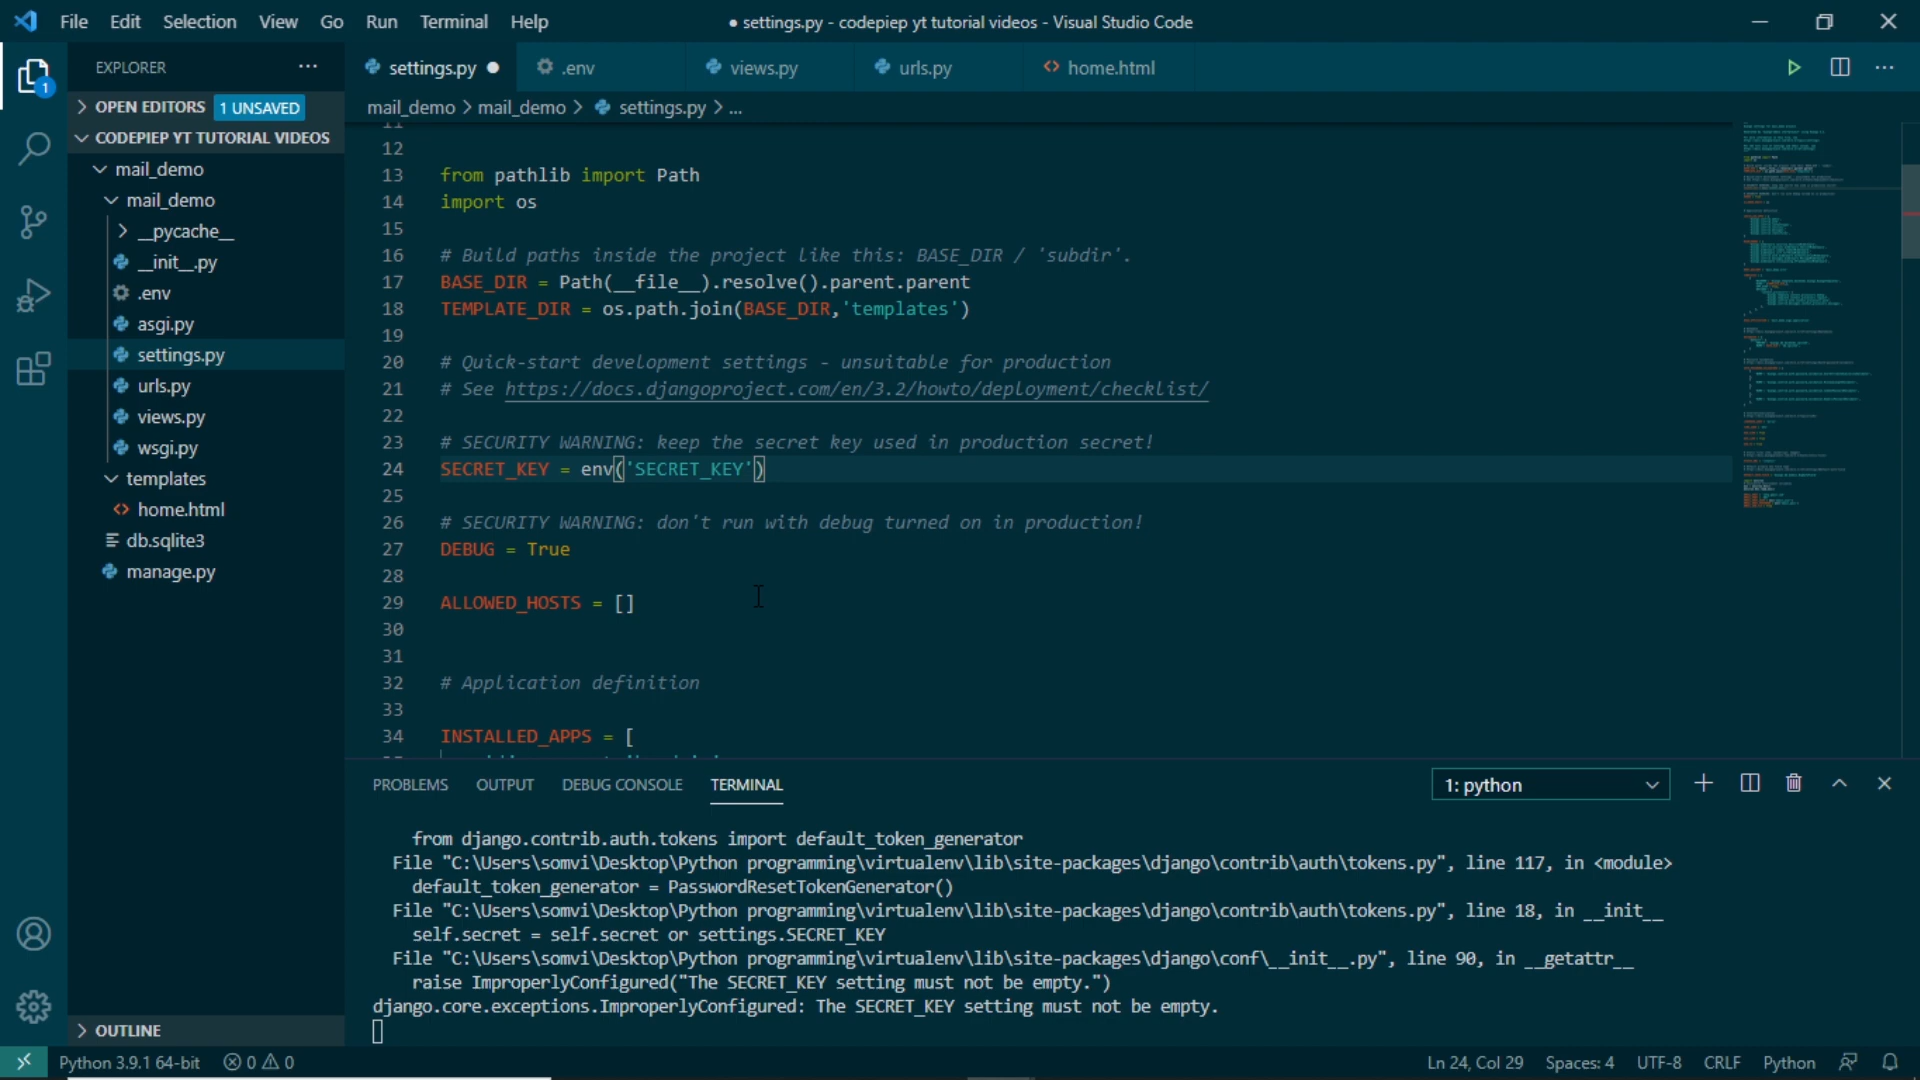 File Edit Selection View Go Run Terminal Help
● settings.py - codepiep yt tutorial videos - Visual Studio Code
EXPLORER ...
settings.py ● .env views.py urls.py home.html
OPEN EDITORS 1 UNSAVED
CODEPIEP YT TUTORIAL VIDEOS
mail_demo
mail_demo
__pycache__
__init__.py
.env
asgi.py
settings.py
urls.py
views.py
wsgi.py
templates
home.html
db.sqlite3
manage.py
OUTLINE
1
mail_demo > mail_demo > settings.py > ...
12
13 from pathlib import Path
14 import os
15
16 # Build paths inside the project like this: BASE_DIR / 'subdir'.
17 BASE_DIR = Path(__file__).resolve().parent.parent
18 TEMPLATE_DIR = os.path.join(BASE_DIR,'templates')
19
20 # Quick-start development settings - unsuitable for production
21 # See https://docs.djangoproject.com/en/3.2/howto/deployment/checklist/
22
23 # SECURITY WARNING: keep the secret key used in production secret!
24 SECRET_KEY = env('SECRET_KEY')
25
26 # SECURITY WARNING: don't run with debug turned on in production!
27 DEBUG = True
28
29 ALLOWED_HOSTS = []
30
31
32 # Application definition
33
34 INSTALLED_APPS = [
PROBLEMS OUTPUT DEBUG CONSOLE TERMINAL
1: python
from django.contrib.auth.tokens import default_token_generator
File "C:\Users\somvi\Desktop\Python programming\virtualenv\lib\site-packages\django\contrib\auth\tokens.py", line 117, in <module>
default_token_generator = PasswordResetTokenGenerator()
File "C:\Users\somvi\Desktop\Python programming\virtualenv\lib\site-packages\django\contrib\auth\tokens.py", line 18, in __init__
self.secret = self.secret or settings.SECRET_KEY
File "C:\Users\somvi\Desktop\Python programming\virtualenv\lib\site-packages\django\conf\__init__.py", line 90, in __getattr__
raise ImproperlyConfigured("The SECRET_KEY setting must not be empty.")
django.core.exceptions.ImproperlyConfigured: The SECRET_KEY setting must not be empty.
Python 3.9.1 64-bit 0 0
Ln 24, Col 29 Spaces: 4 UTF-8 CRLF Python